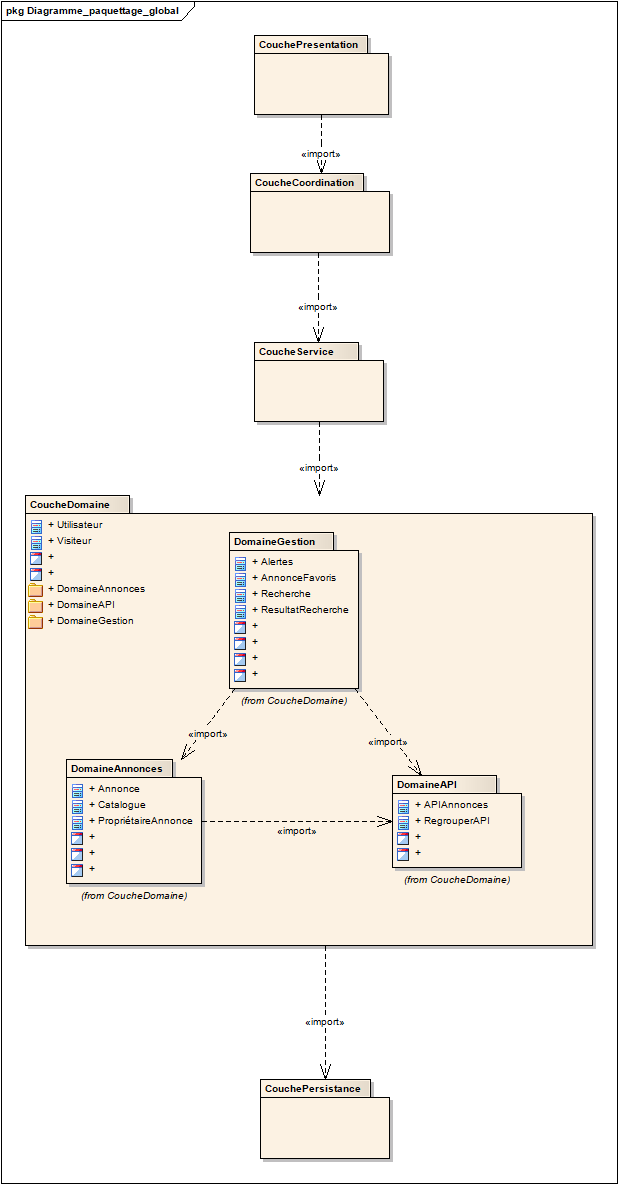 pkg Diagramme_paquettage_global
CouchePresentation
«import»
CoucheCoordination
«import»
CoucheService
«import»
CoucheDomaine
+ Utilisateur
+ Visiteur
+
+
+ DomaineAnnonces
+ DomaineAPI
+ DomaineGestion
DomaineGestion
+ Alertes
+ AnnonceFavoris
+ Recherche
+ ResultatRecherche
+
+
+
+
(from CoucheDomaine)
«import»
«import»
DomaineAnnonces
+ Annonce
+ Catalogue
+ PropriétaireAnnonce
+
+
+
(from CoucheDomaine)
«import»
DomaineAPI
+ APIAnnonces
+ RegrouperAPI
+
+
(from CoucheDomaine)
«import»
CouchePersistance